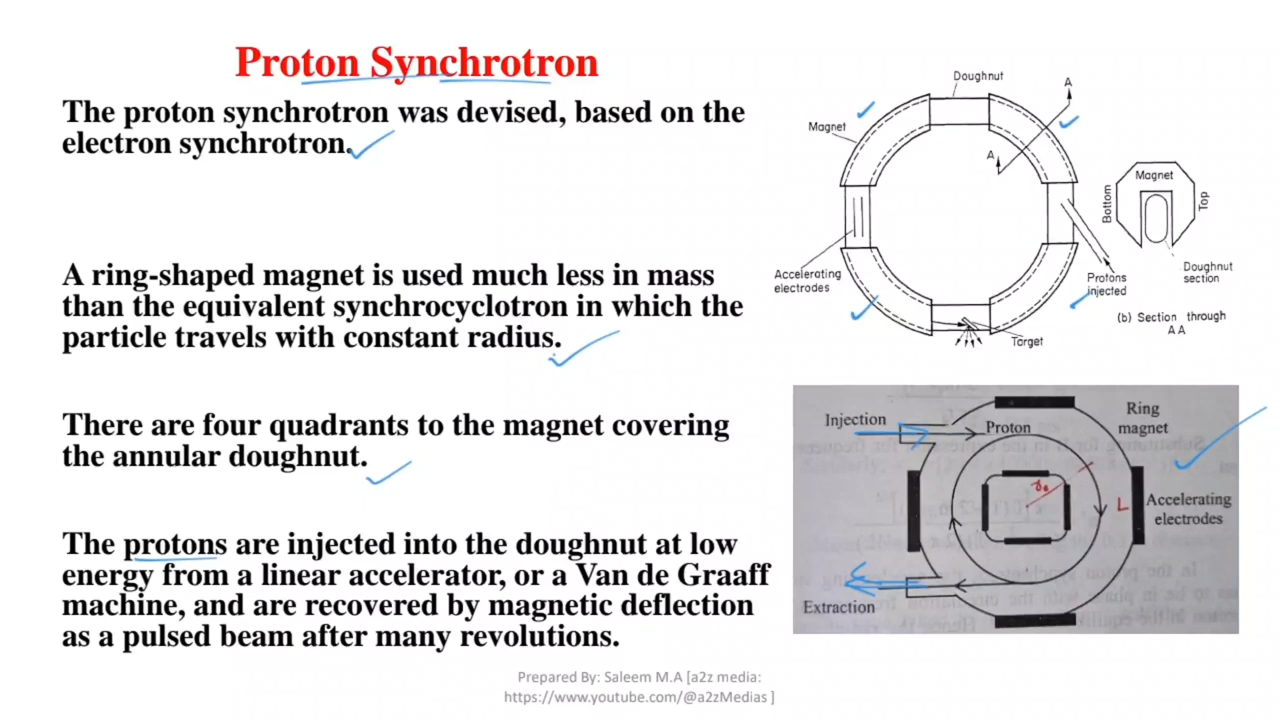 Proton Synchrotron
The proton synchrotron was devised, based on the
electron synchrotron.
A ring-shaped magnet is used much less in mass
than the equivalent synchrocyclotron in which the
particle travels with constant radius.
There are four quadrants to the magnet covering
the annular doughnut.
The protons are injected into the doughnut at low
energy from a linear accelerator, or a Van de Graaff
machine, and are recovered by magnetic deflection
as a pulsed beam after many revolutions.
Doughnut
A
Magnet
A
Accelerating
electrodes
Protons
injected
Target
Magnet
Bottom
Top
Doughnut
section
(b) Section through
AA
Injection
Proton
Ring
magnet
r₀
L
Accelerating
electrodes
Extraction
Prepared By: Saleem M.A [a2z media:
https://www.youtube.com/@a2zMedias ]